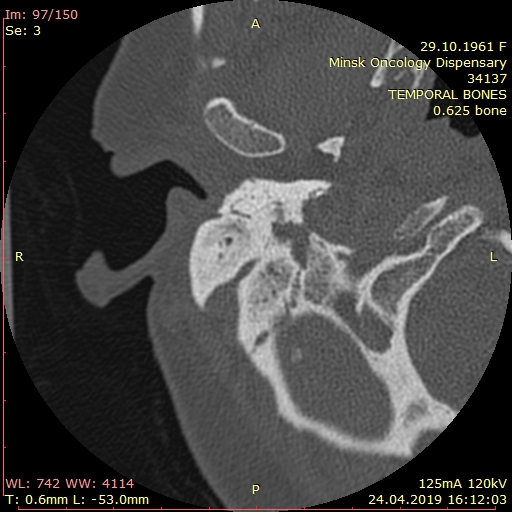 Im: 97/150
Se: 3
A
29.10.1961 F
Minsk Oncology Dispensary
34137
TEMPORAL BONES
0.625 bone
R
L
WL: 742 WW: 4114
T: 0.6mm L: -53.0mm
P
125mA 120kV
24.04.2019 16:12:03